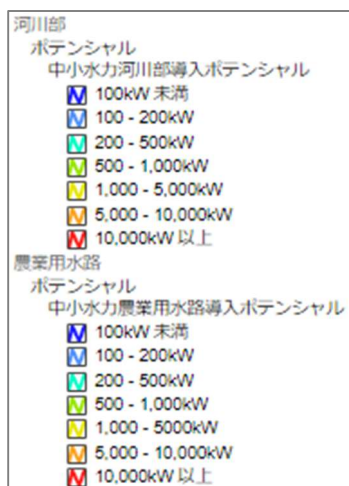 河川部
ポテンシャル
中小水力河川部導入ポテンシャル
100kW 未満
100 - 200kW
200 - 500kW
500 - 1,000kW
1,000 - 5,000kW
5,000 - 10,000kW
10,000kW 以上
農業用水路
ポテンシャル
中小水力農業用水路導入ポテンシャル
100kW 未満
100 - 200kW
200 - 500kW
500 - 1,000kW
1,000 - 5000kW
5,000 - 10,000kW
10,000kW 以上